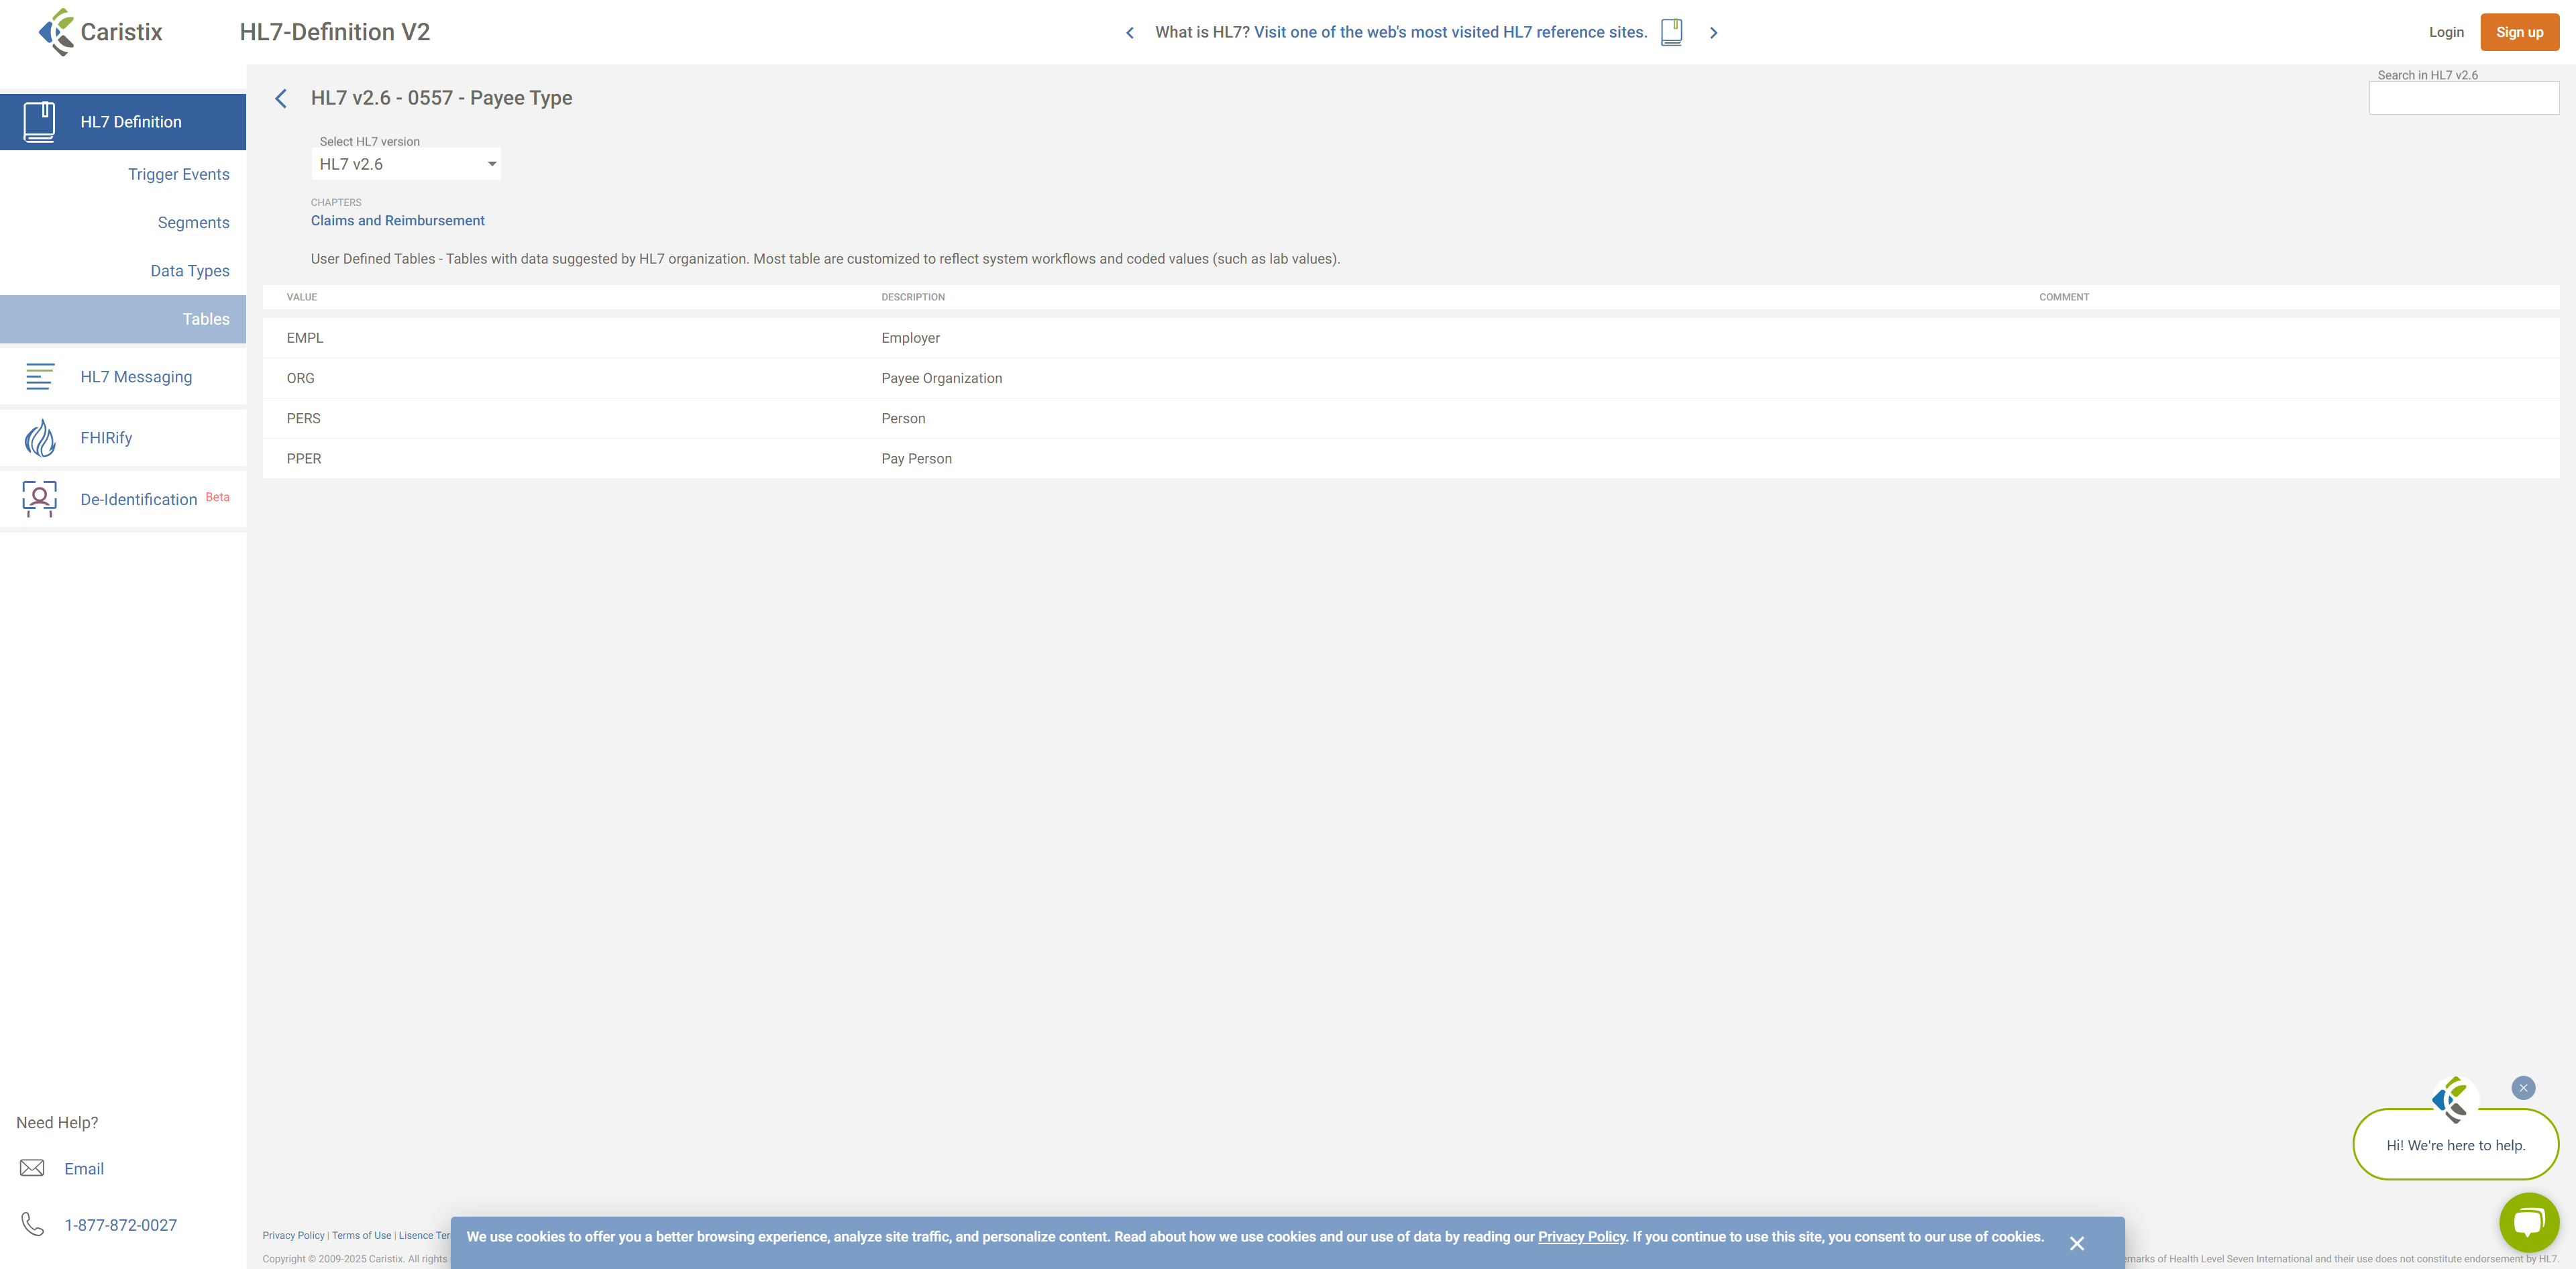 Caristix
HL7-Definition V2
What is HL7? Visit one of the web's most visited HL7 reference sites.
Login
Sign up
HL7 Definition
Trigger Events
Segments
Data Types
Tables
HL7 Messaging
FHIRify
De-Identification Beta
Need Help?
Email
1-877-872-0027
HL7 v2.6 - 0557 - Payee Type
Search in HL7 v2.6
Select HL7 version
HL7 v2.6
CHAPTERS
Claims and Reimbursement
User Defined Tables - Tables with data suggested by HL7 organization. Most table are customized to reflect system workflows and coded values (such as lab values).
VALUE DESCRIPTION COMMENT
EMPL Employer
ORG Payee Organization
PERS Person
PPER Pay Person
Hi! We're here to help.
Privacy Policy | Terms of Use | Lisence Ter
We use cookies to offer you a better browsing experience, analyze site traffic, and personalize content. Read about how we use cookies and our use of data by reading our Privacy Policy. If you continue to use this site, you consent to our use of cookies.
Copyright © 2009-2025 Caristix. All rights
emarks of Health Level Seven International and their use does not constitute endorsement by HL7.